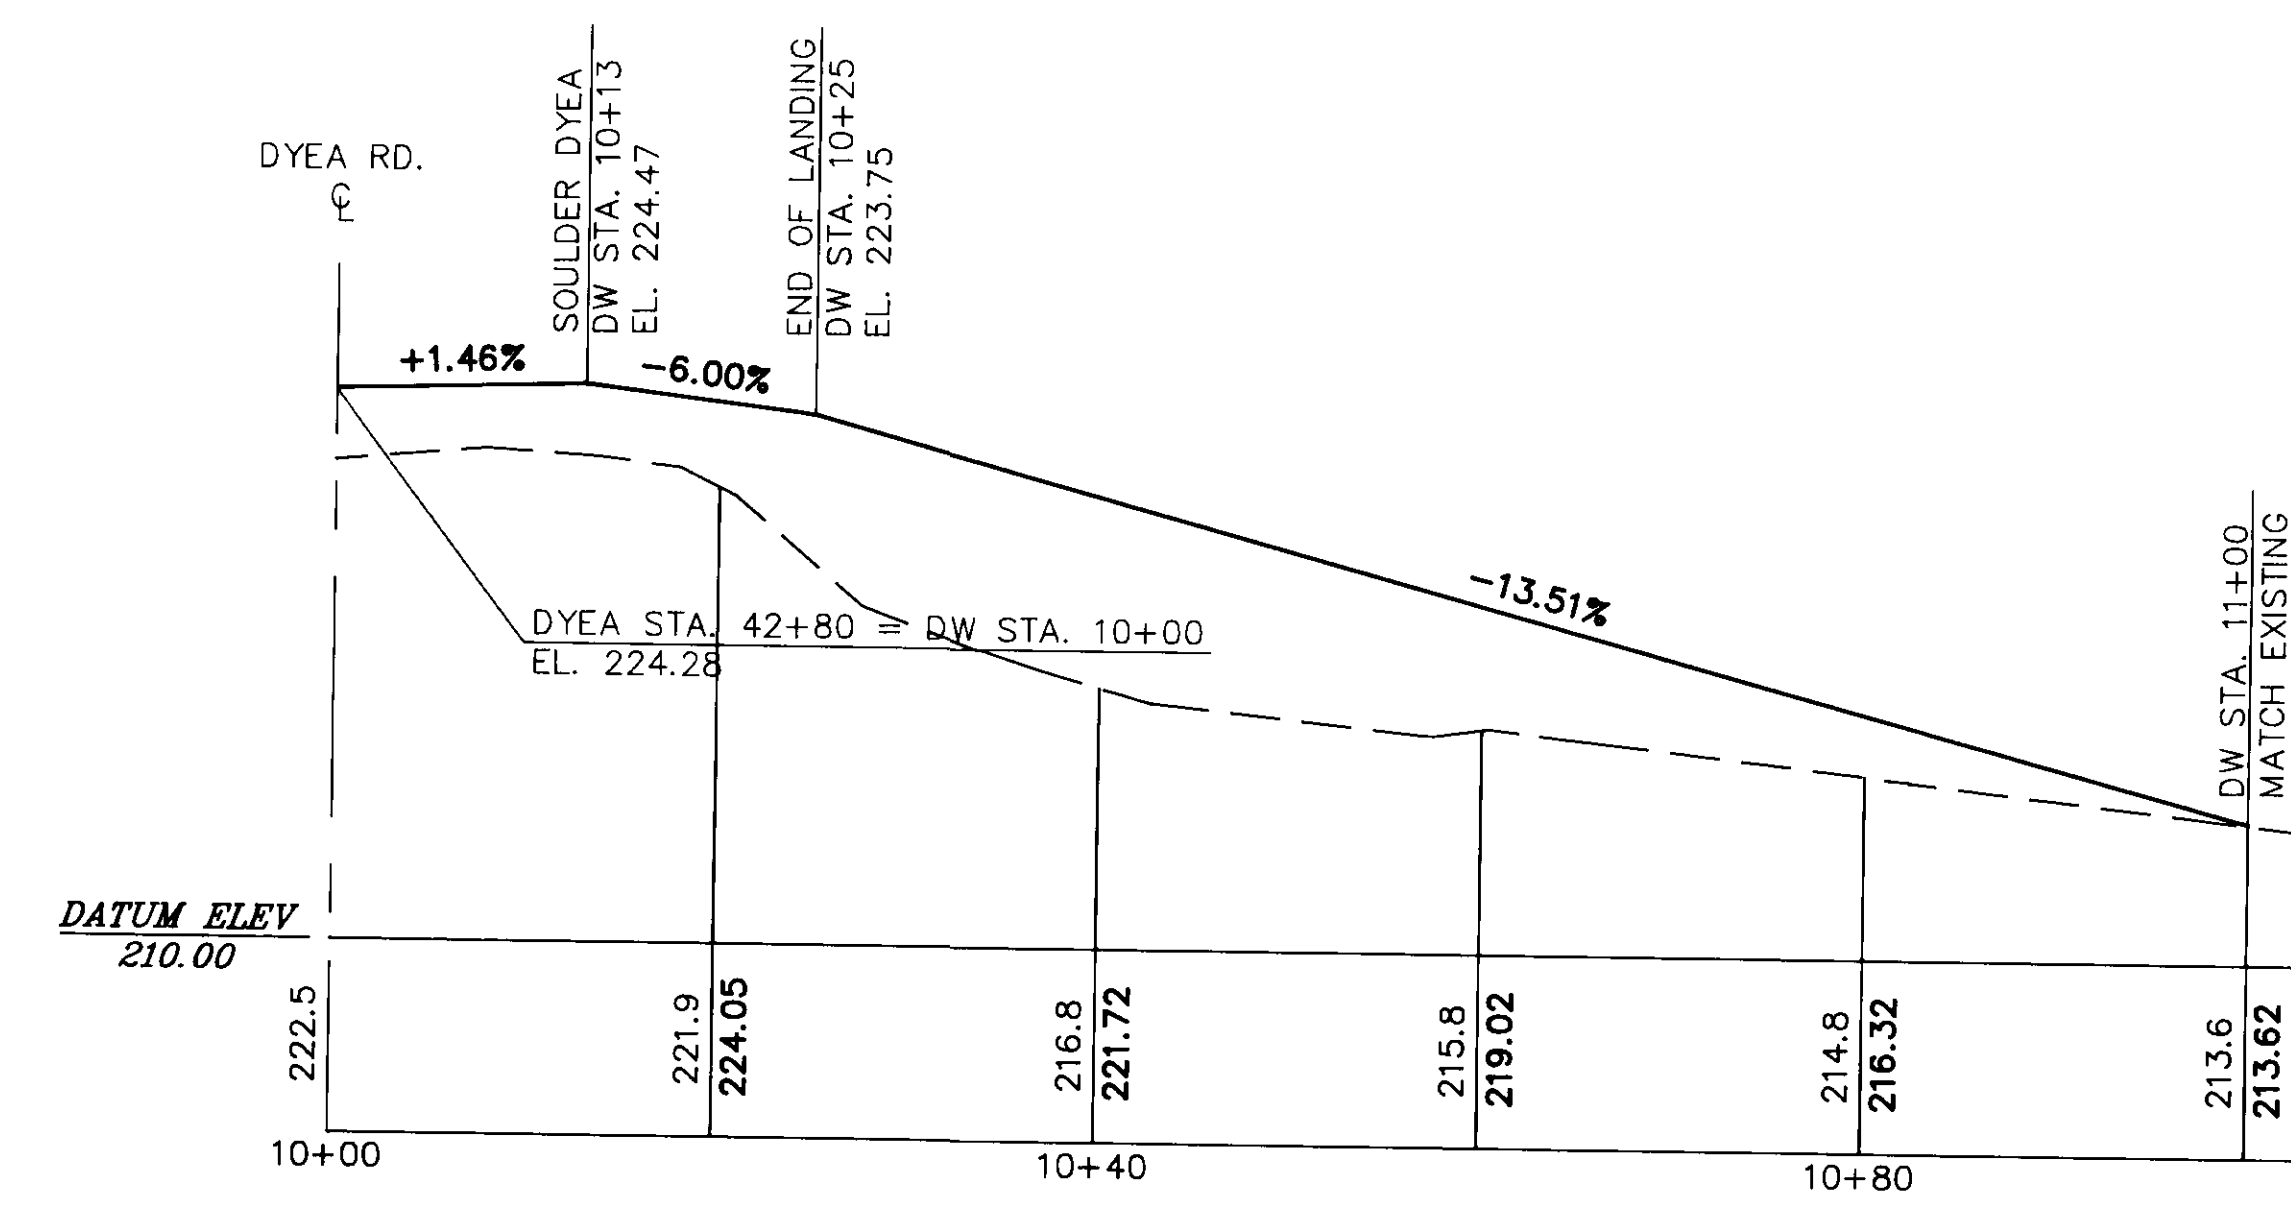 DYEA RD.
℄
SOULDER DYEA
DW STA. 10+13
EL. 224.47
END OF LANDING
DW STA. 10+25
EL. 223.75
+1.46%
-6.00%
-13.51%
DYEA STA. 42+80 = DW STA. 10+00
EL. 224.28
DW STA. 11+00
MATCH EXISTING
DATUM ELEV
210.00
222.5
221.9
224.05
216.8
221.72
215.8
219.02
214.8
216.32
213.6
213.62
10+00
10+40
10+80